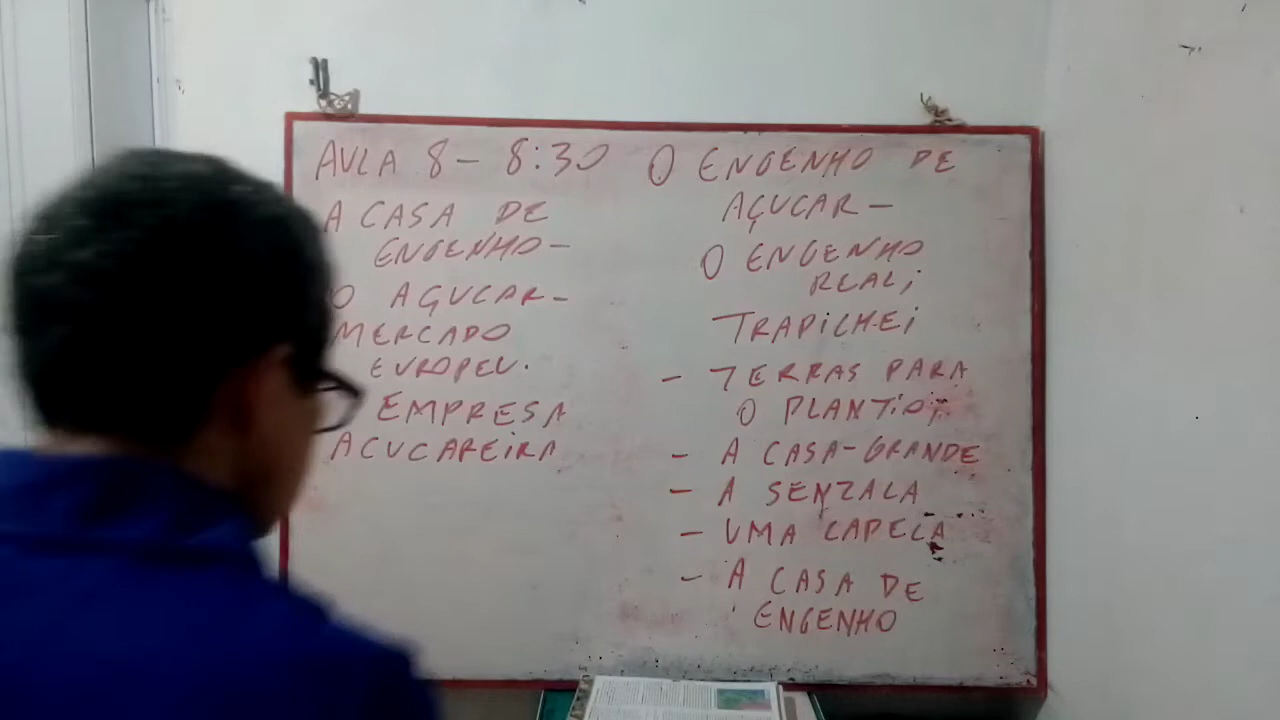 AULA 8 - 8:30
A CASA DE
ENGENHO -
O AÇUCAR -
MERCADO
EUROPEU.
EMPRESA
ACUCAREIRA
O ENGENHO DE
AÇUCAR -
O ENGENHO
REAL;
TRAPICHE;
- TERRAS PARA
O PLANTIO;
- A CASA-GRANDE
- A SENZALA
- UMA CAPELA
- A CASA DE
ENGENHO